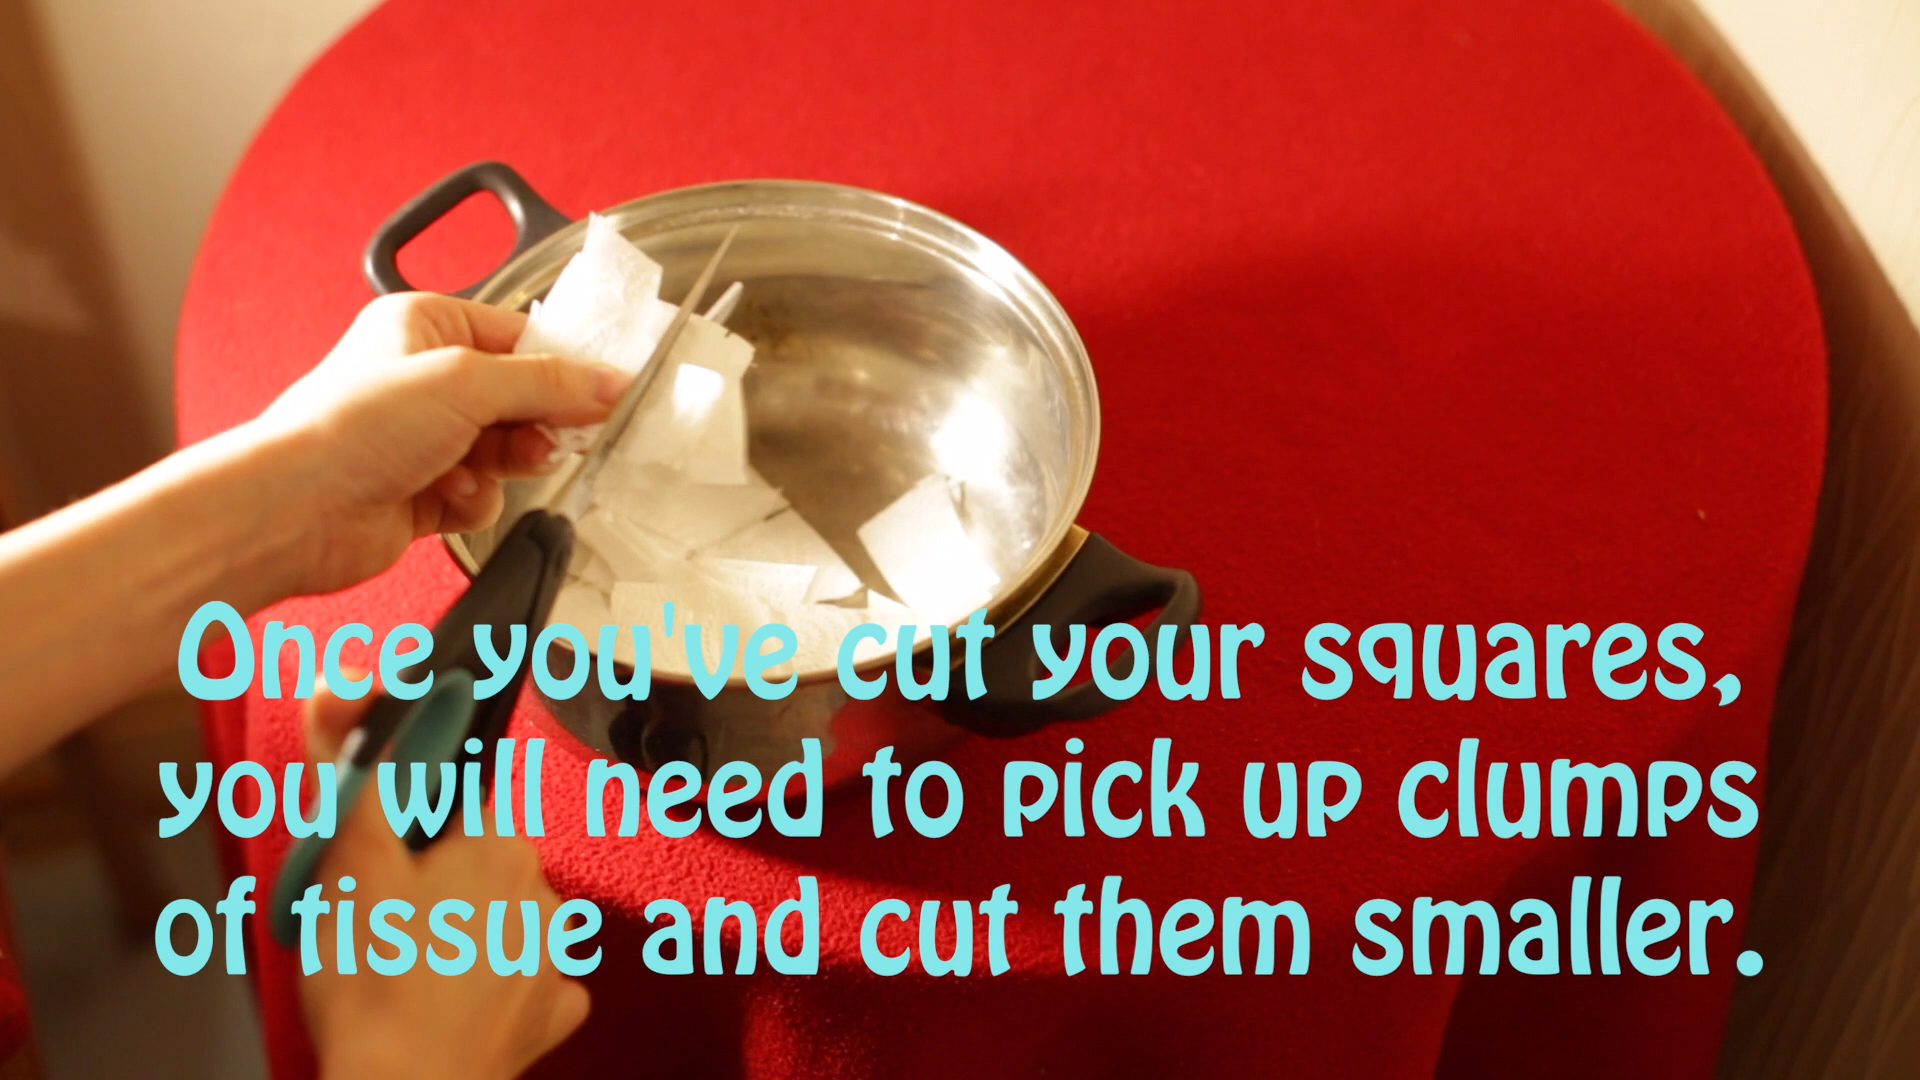 Once you've cut your squares,
you will need to pick up clumps
of tissue and cut them smaller.